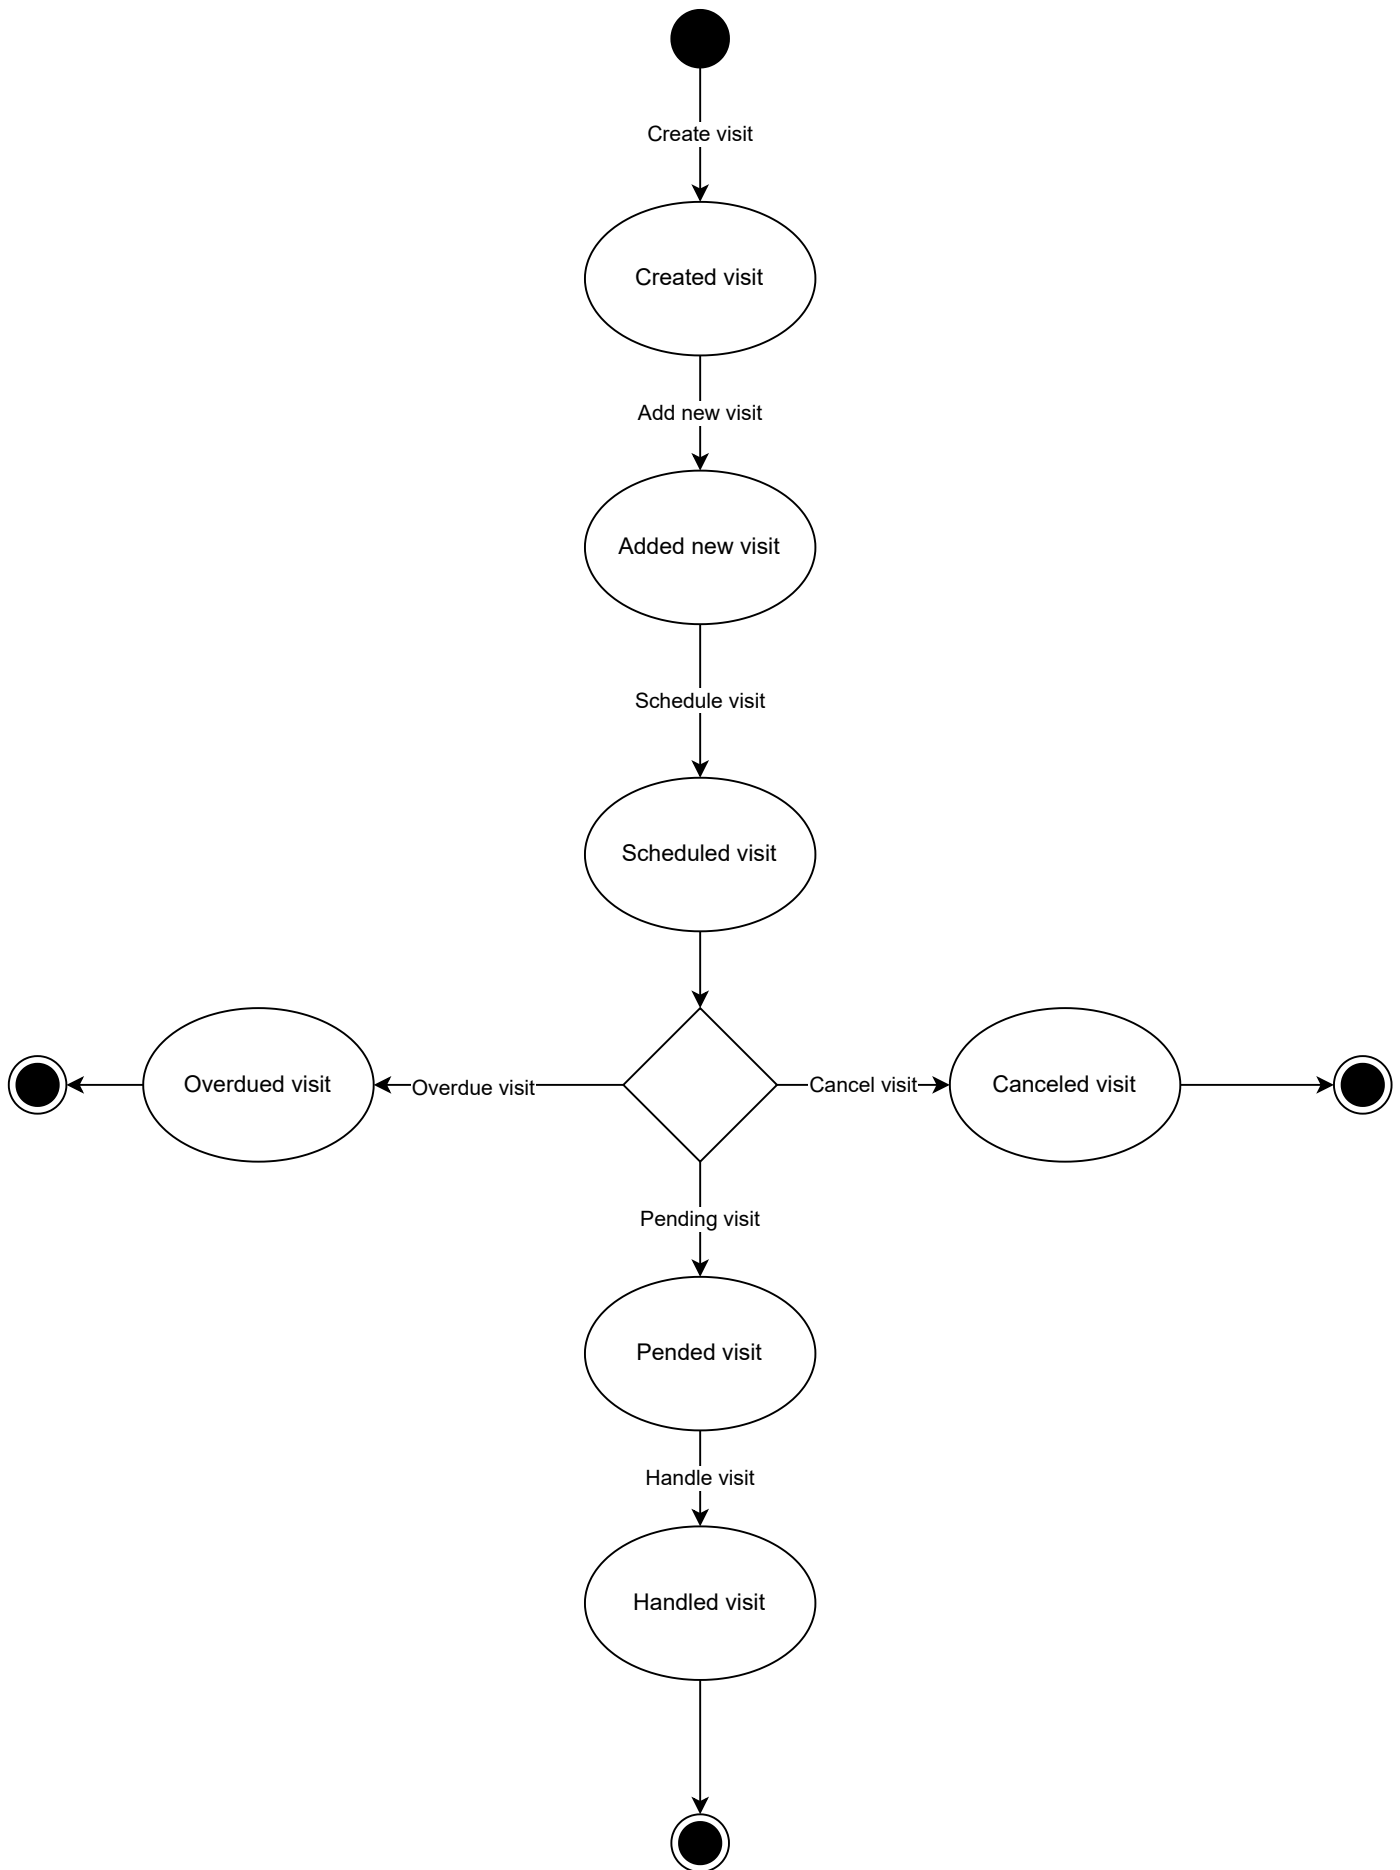 Create visit
Created visit
Add new visit
Added new visit
Schedule visit
Scheduled visit
Overdued visit
Overdue visit
Cancel visit
Canceled visit
Pending visit
Pended visit
Handle visit
Handled visit